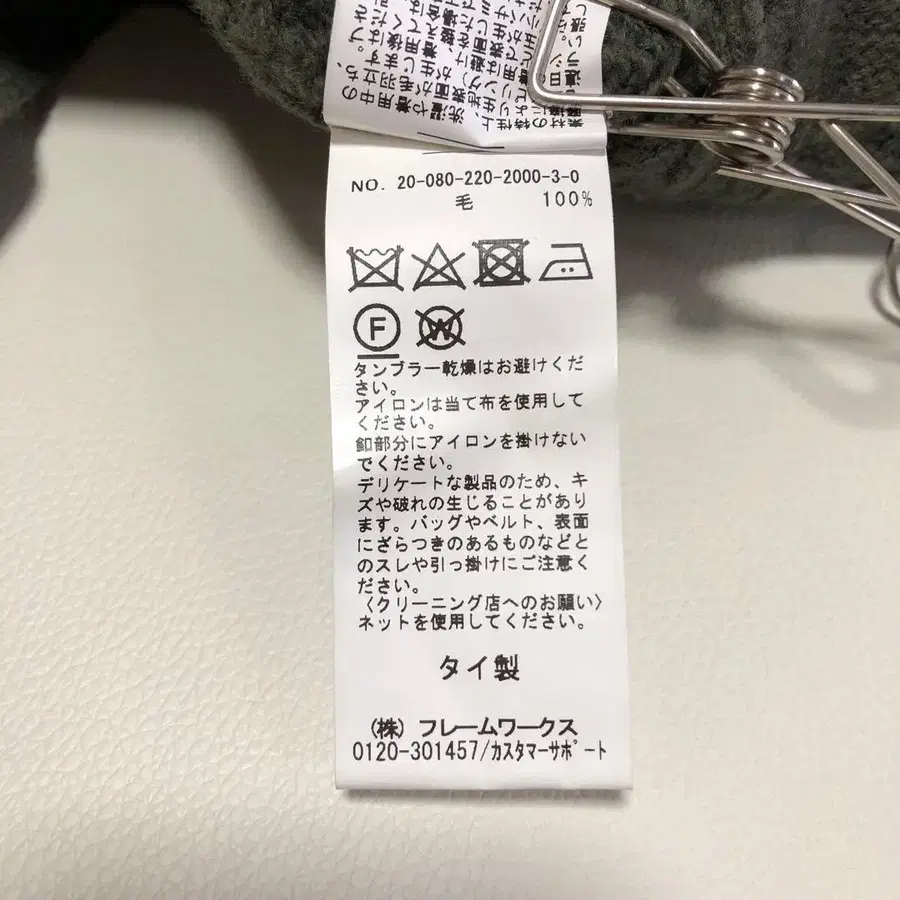 洗濯や着用中の
NO. 20-080-220-2000-3-0
毛 100%
F
W
タンブラー乾燥はお避けくだ
さい。
アイロンは当て布を使用して
ください。
釦部分にアイロンを掛けない
でください。
デリケートな製品のため、キ
ズや破れの生じることがあり
ます。バッグやベルト、表面
にざらつきのあるものなどと
のスレや引っ掛けにご注意く
ださい。
〈クリーニング店へのお願い〉
ネットを使用してください。
タイ製
(株) フレームワークス
0120-301457/カスタマーサポート